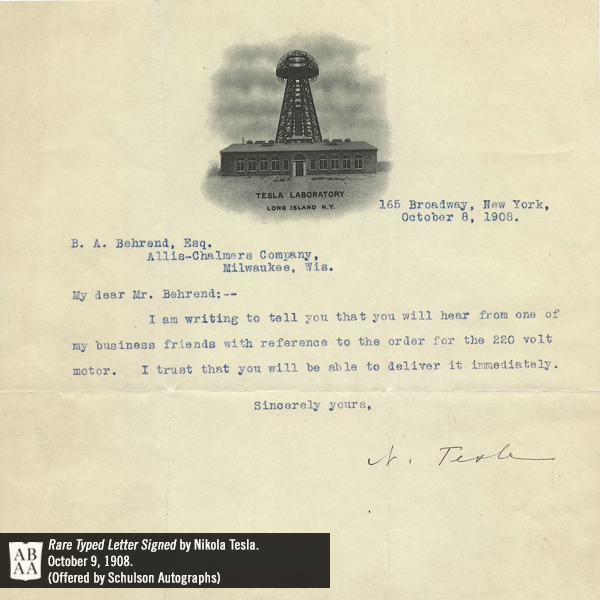 TESLA LABORATORY
LONG ISLAND N.Y.
165 Broadway, New York,
October 8, 1908.
B. A. Behrend, Esq.
Allis-Chalmers Company,
Milwaukee, Wis.
My dear Mr. Behrend:--
I am writing to tell you that you will hear from one of
my business friends with reference to the order for the 220 volt
motor. I trust that you will be able to deliver it immediately.
Sincerely yours,
N. Tesla
AB
AA
Rare Typed Letter Signed by Nikola Tesla.
October 9, 1908.
(Offered by Schulson Autographs)